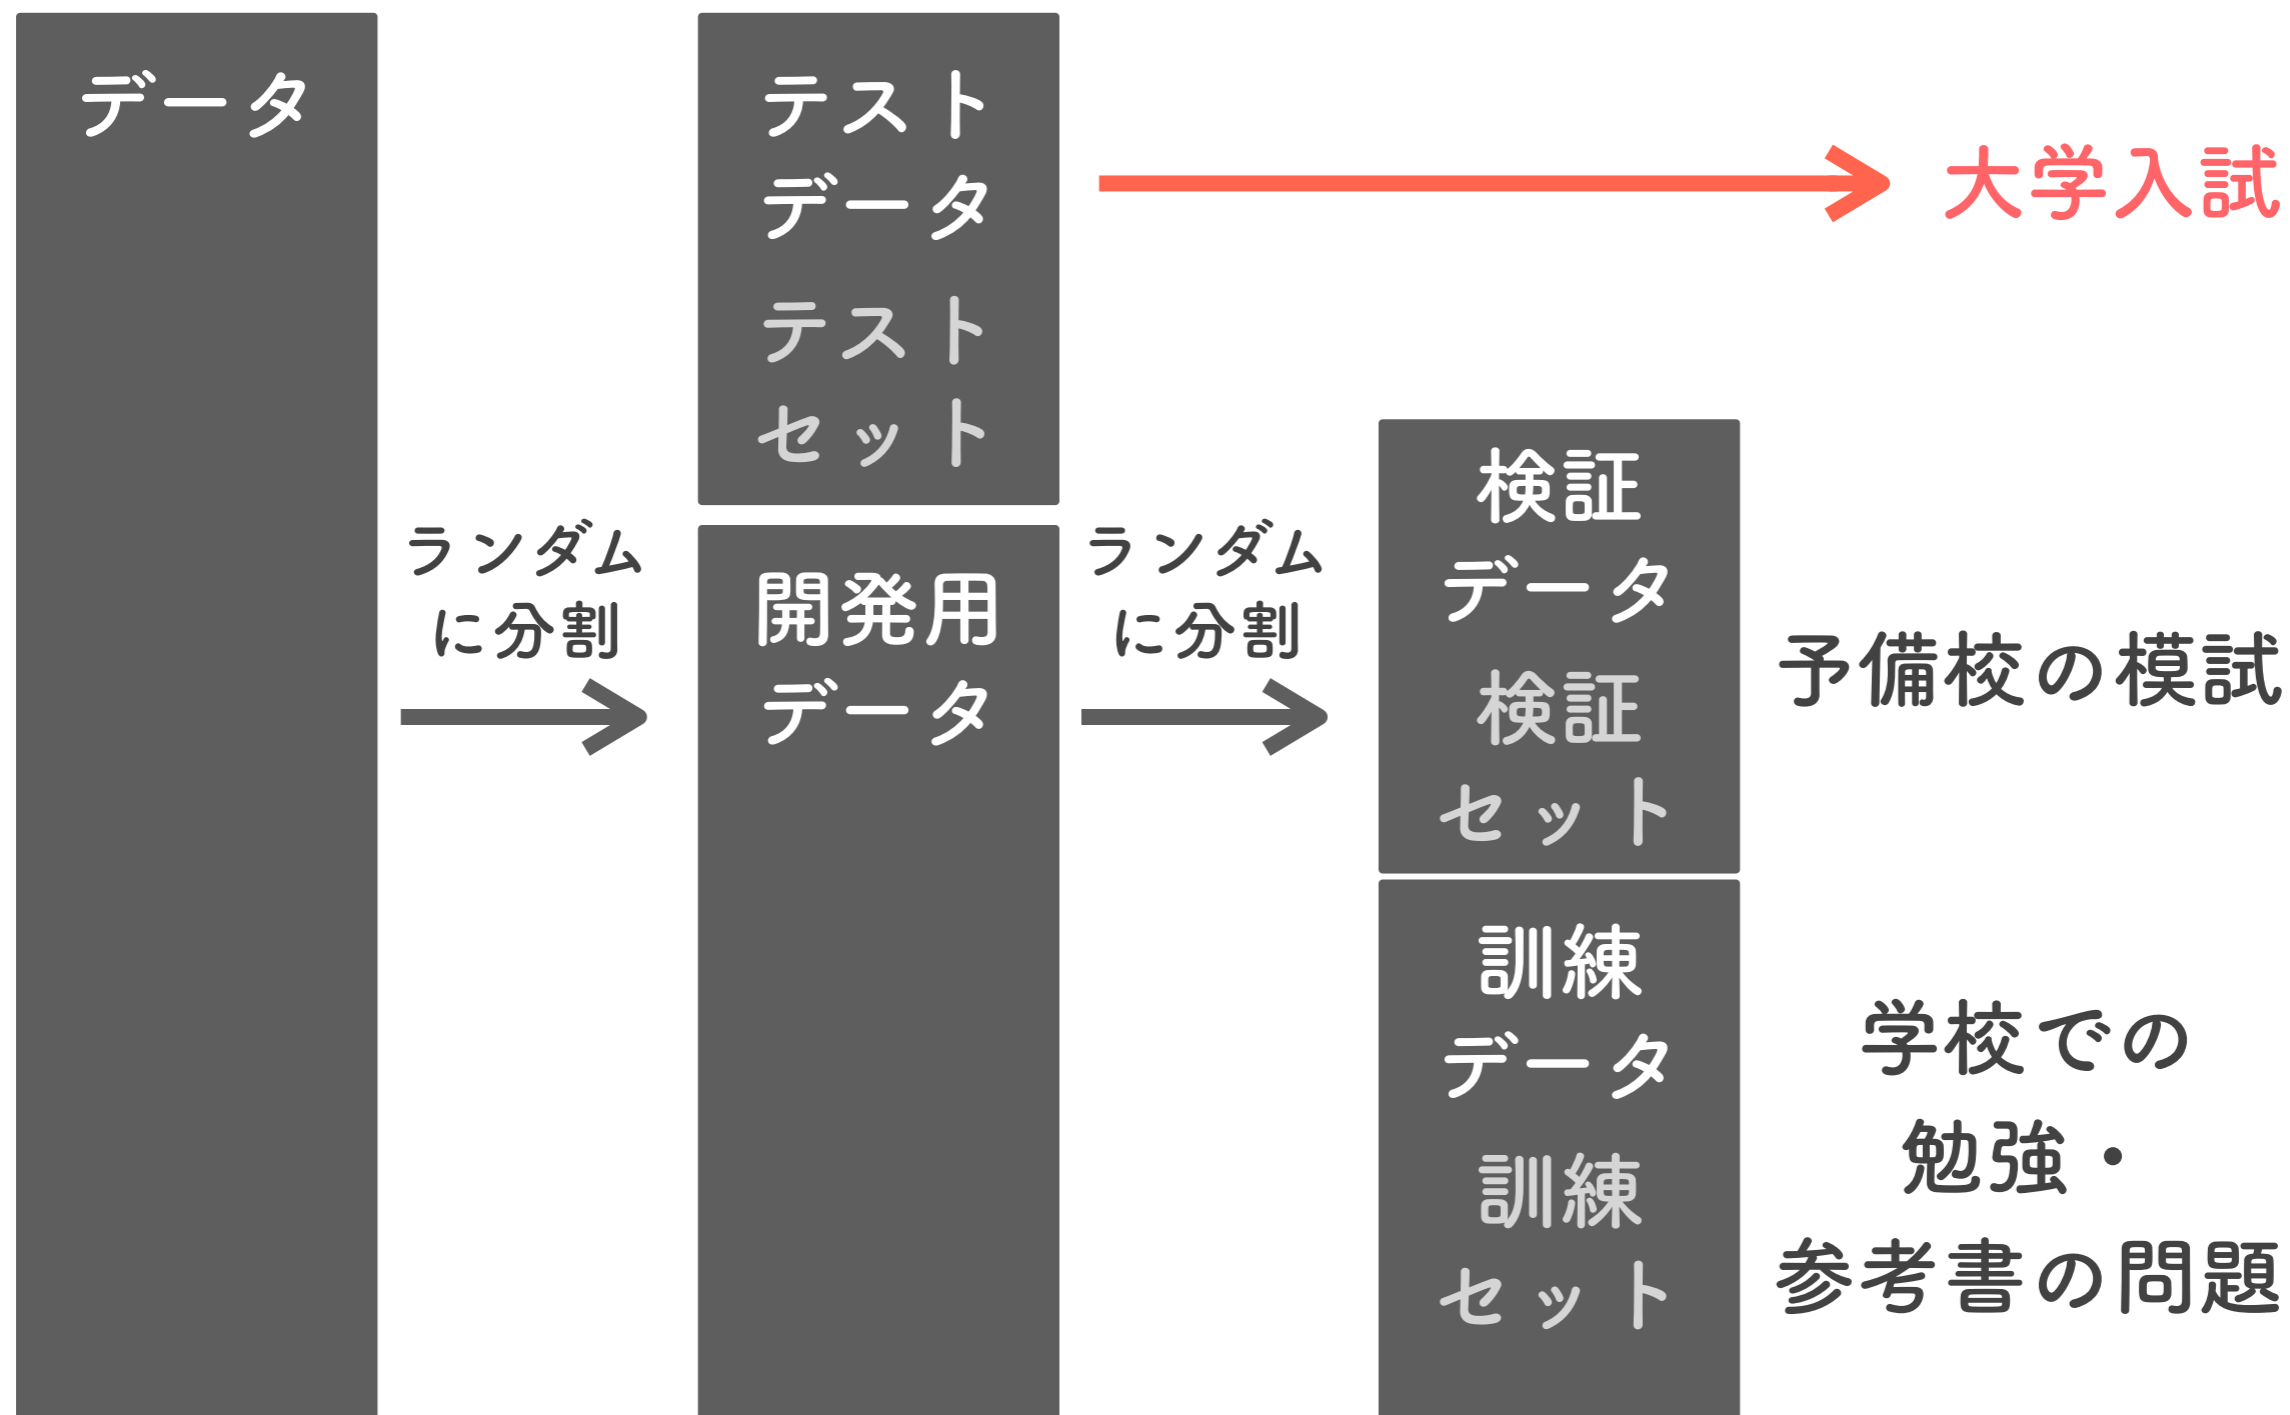 データ
ランダム
に分割
テスト
データ
テスト
セット
開発用
データ
ランダム
に分割
大学入試
検証
データ
検証
セット
予備校の模試
訓練
データ
訓練
セット
学校での
勉強・
参考書の問題